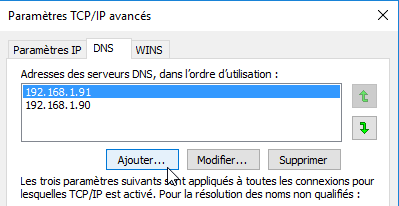 Paramètres TCP/IP avancés
Paramètres IP DNS WINS
Adresses des serveurs DNS, dans l'ordre d'utilisation :
192.168.1.91
192.168.1.90
Ajouter... Modifier... Supprimer
Les trois paramètres suivants sont appliqués à toutes les connexions pour
lesquelles TCP/IP est activé. Pour la résolution des noms non qualifiés :